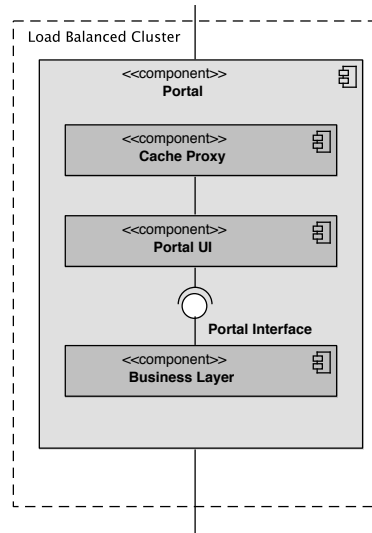 Load Balanced Cluster
<<component>>
Portal
<<component>>
Cache Proxy
<<component>>
Portal UI
Portal Interface
<<component>>
Business Layer